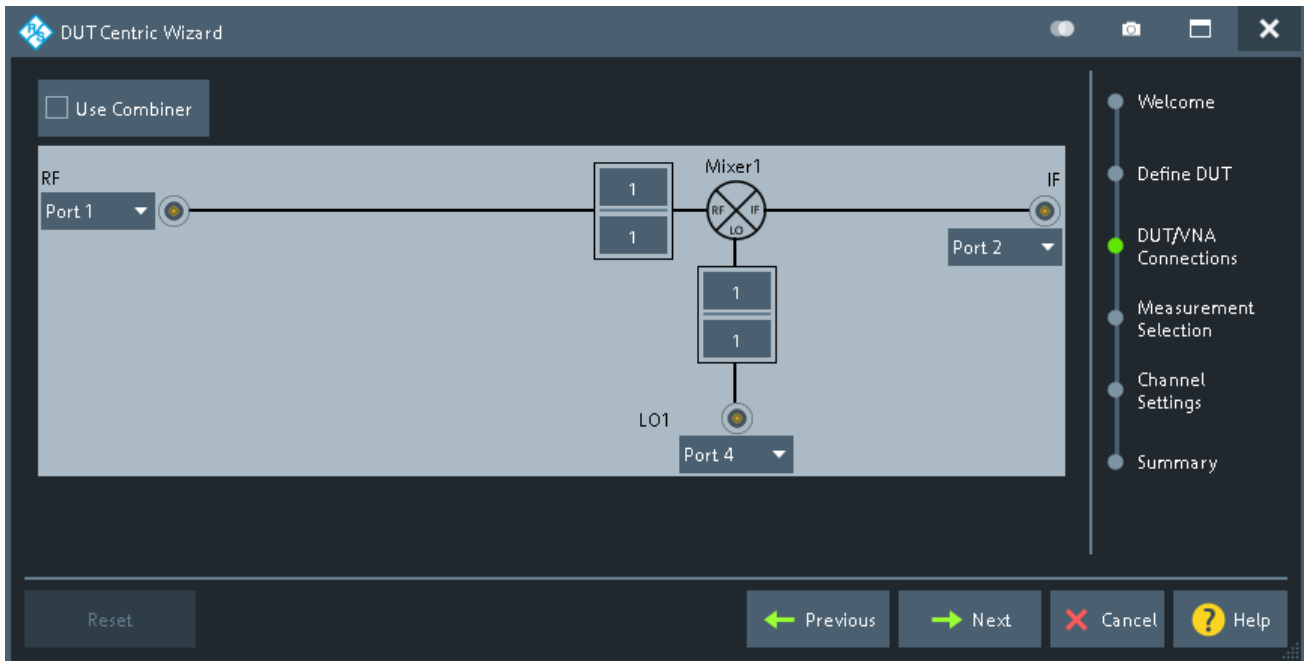 R&S DUT Centric Wizard
Use Combiner
RF
Port 1
1
1
Mixer1
RF IF
LO
IF
Port 2
1
1
LO1
Port 4
Welcome
Define DUT
DUT/VNA
Connections
Measurement
Selection
Channel
Settings
Summary
Reset
Previous
Next
Cancel
? Help